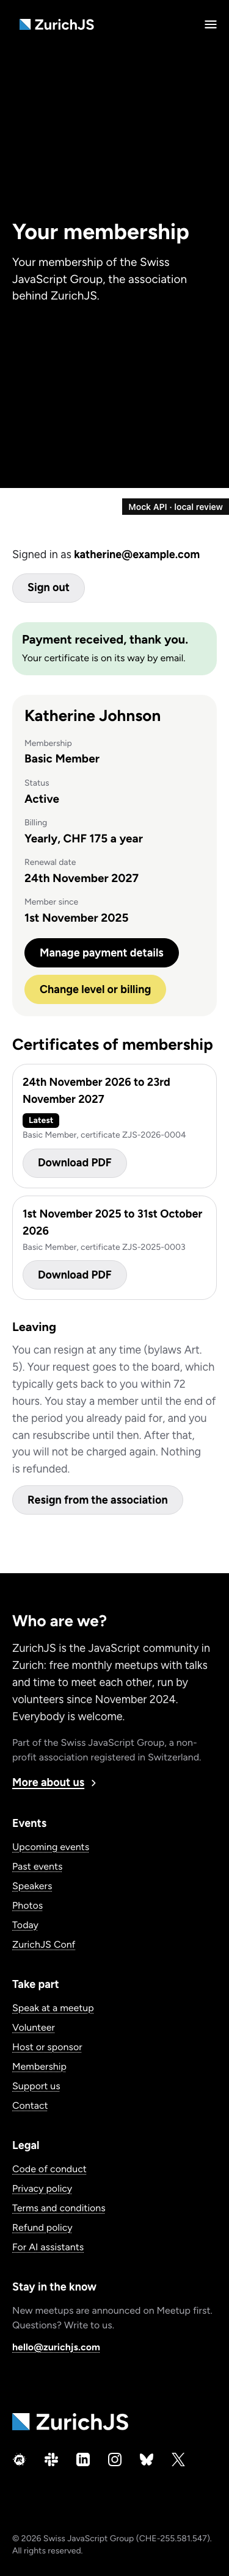 ZurichJS
Your membership
Your membership of the Swiss
JavaScript Group, the association
behind ZurichJS.
Mock API · local review
Signed in as katherine@example.com
Sign out
Payment received, thank you.
Your certificate is on its way by email.
Katherine Johnson
Membership
Basic Member
Status
Active
Billing
Yearly, CHF 175 a year
Renewal date
24th November 2027
Member since
1st November 2025
Manage payment details
Change level or billing
Certificates of membership
24th November 2026 to 23rd
November 2027
Latest
Basic Member, certificate ZJS-2026-0004
Download PDF
1st November 2025 to 31st October
2026
Basic Member, certificate ZJS-2025-0003
Download PDF
Leaving
You can resign at any time (bylaws Art.
5). Your request goes to the board, which
typically gets back to you within 72
hours. You stay a member until the end of
the period you already paid for, and you
can resubscribe until then. After that,
you will not be charged again. Nothing
is refunded.
Resign from the association
Who are we?
ZurichJS is the JavaScript community in
Zurich: free monthly meetups with talks
and time to meet each other, run by
volunteers since November 2024.
Everybody is welcome.
Part of the Swiss JavaScript Group, a non-
profit association registered in Switzerland.
More about us
Events
Upcoming events
Past events
Speakers
Photos
Today
ZurichJS Conf
Take part
Speak at a meetup
Volunteer
Host or sponsor
Membership
Support us
Contact
Legal
Code of conduct
Privacy policy
Terms and conditions
Refund policy
For AI assistants
Stay in the know
New meetups are announced on Meetup first.
Questions? Write to us.
hello@zurichjs.com
ZurichJS
© 2026 Swiss JavaScript Group (CHE-255.581.547).
All rights reserved.